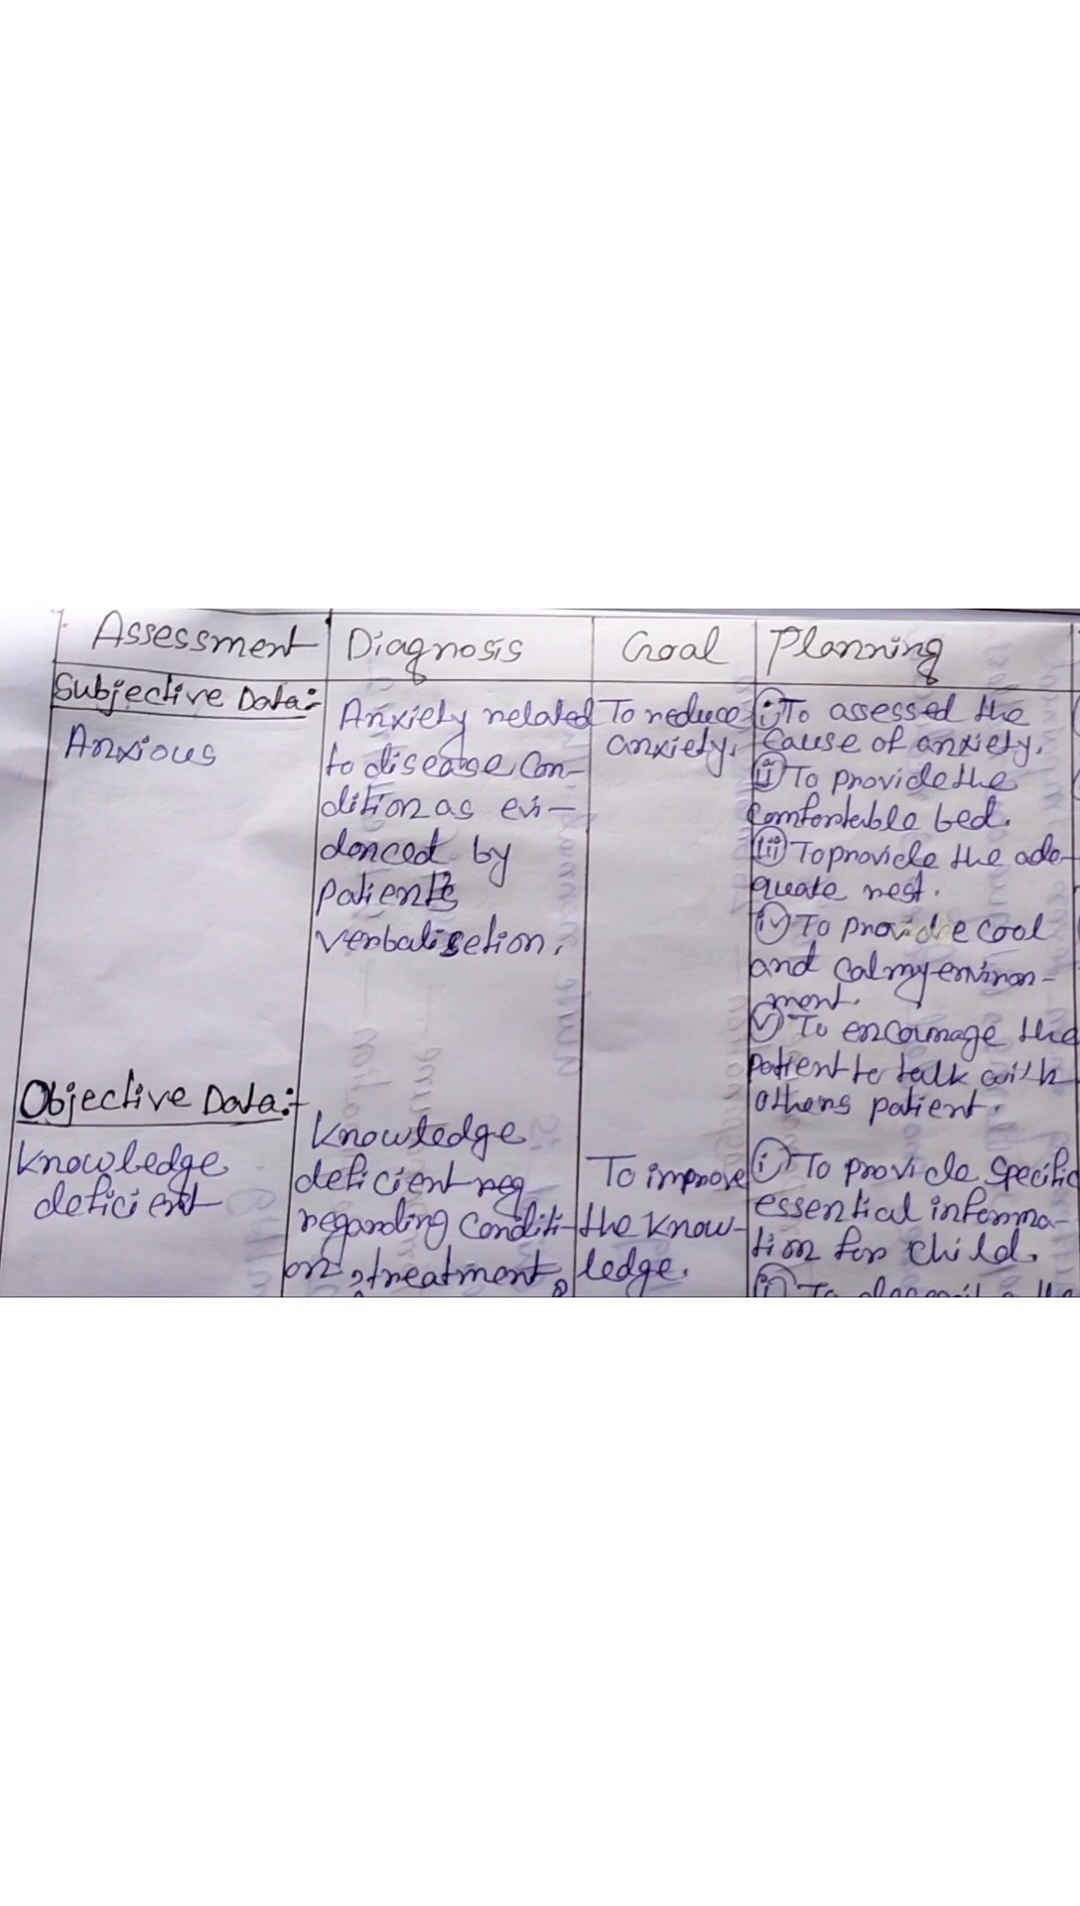 Assessment
Subjective Data:-
Anxious
Objective Data:-
Knowledge
deficient
Diagnosis
Anxiety related
to disease con-
dition as evi-
denced by
patient's
verbalisetion.
Knowledge
deficient reg
regarding conditi-
on, treatment,
Goal
To reduce
anxiety.
To improve
the know-
ledge.
Planning
i) To assessed the
cause of anxiety.
ii) To provide the
comfortable bed.
iii) To provide the ade-
quate rest.
iv) To provide cool
and calmy environ-
ment.
v) To encourage the
patient to talk with
others patient.
i) To provide specific
essential informa-
tion for child.